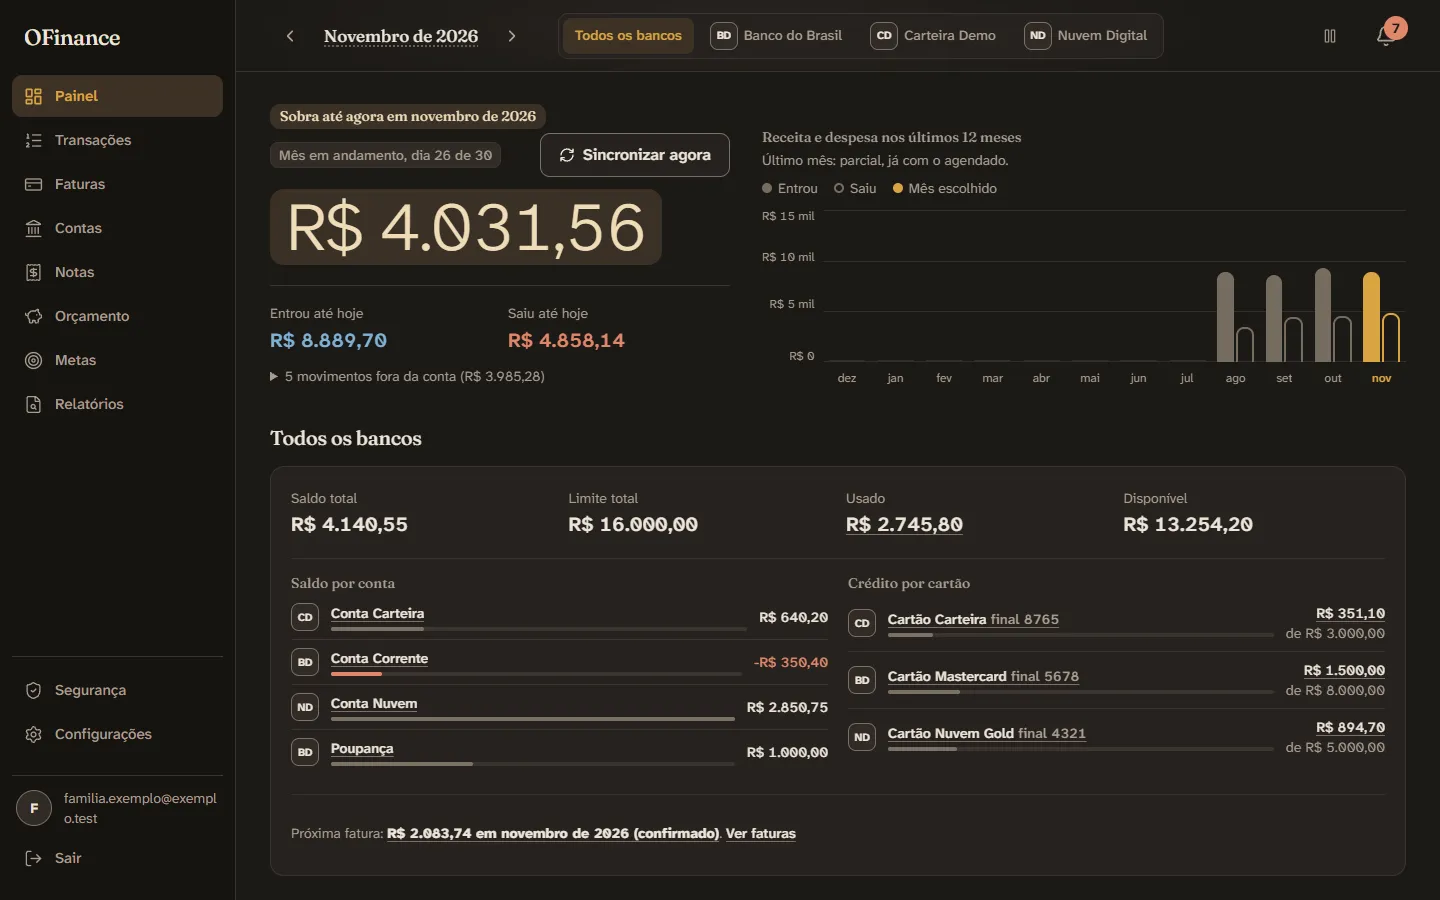 OFinance
Painel
Transações
Faturas
Contas
Notas
Orçamento
Metas
Relatórios
Segurança
Configurações
F
familia.exemplo@exempl
o.test
Sair
Novembro de 2026
Todos os bancos
BD Banco do Brasil
CD Carteira Demo
ND Nuvem Digital
7
Sobra até agora em novembro de 2026
Mês em andamento, dia 26 de 30
Sincronizar agora
R$ 4.031,56
Entrou até hoje
R$ 8.889,70
Saiu até hoje
R$ 4.858,14
5 movimentos fora da conta (R$ 3.985,28)
Receita e despesa nos últimos 12 meses
Último mês: parcial, já com o agendado.
Entrou Saiu Mês escolhido
R$ 15 mil
R$ 10 mil
R$ 5 mil
R$ 0
dez jan fev mar abr mai jun jul ago set out nov
Todos os bancos
Saldo total
R$ 4.140,55
Limite total
R$ 16.000,00
Usado
R$ 2.745,80
Disponível
R$ 13.254,20
Saldo por conta
CD Conta Carteira R$ 640,20
BD Conta Corrente -R$ 350,40
ND Conta Nuvem R$ 2.850,75
BD Poupança R$ 1.000,00
Crédito por cartão
CD Cartão Carteira final 8765 R$ 351,10
de R$ 3.000,00
BD Cartão Mastercard final 5678 R$ 1.500,00
de R$ 8.000,00
ND Cartão Nuvem Gold final 4321 R$ 894,70
de R$ 5.000,00
Próxima fatura: R$ 2.083,74 em novembro de 2026 (confirmado). Ver faturas